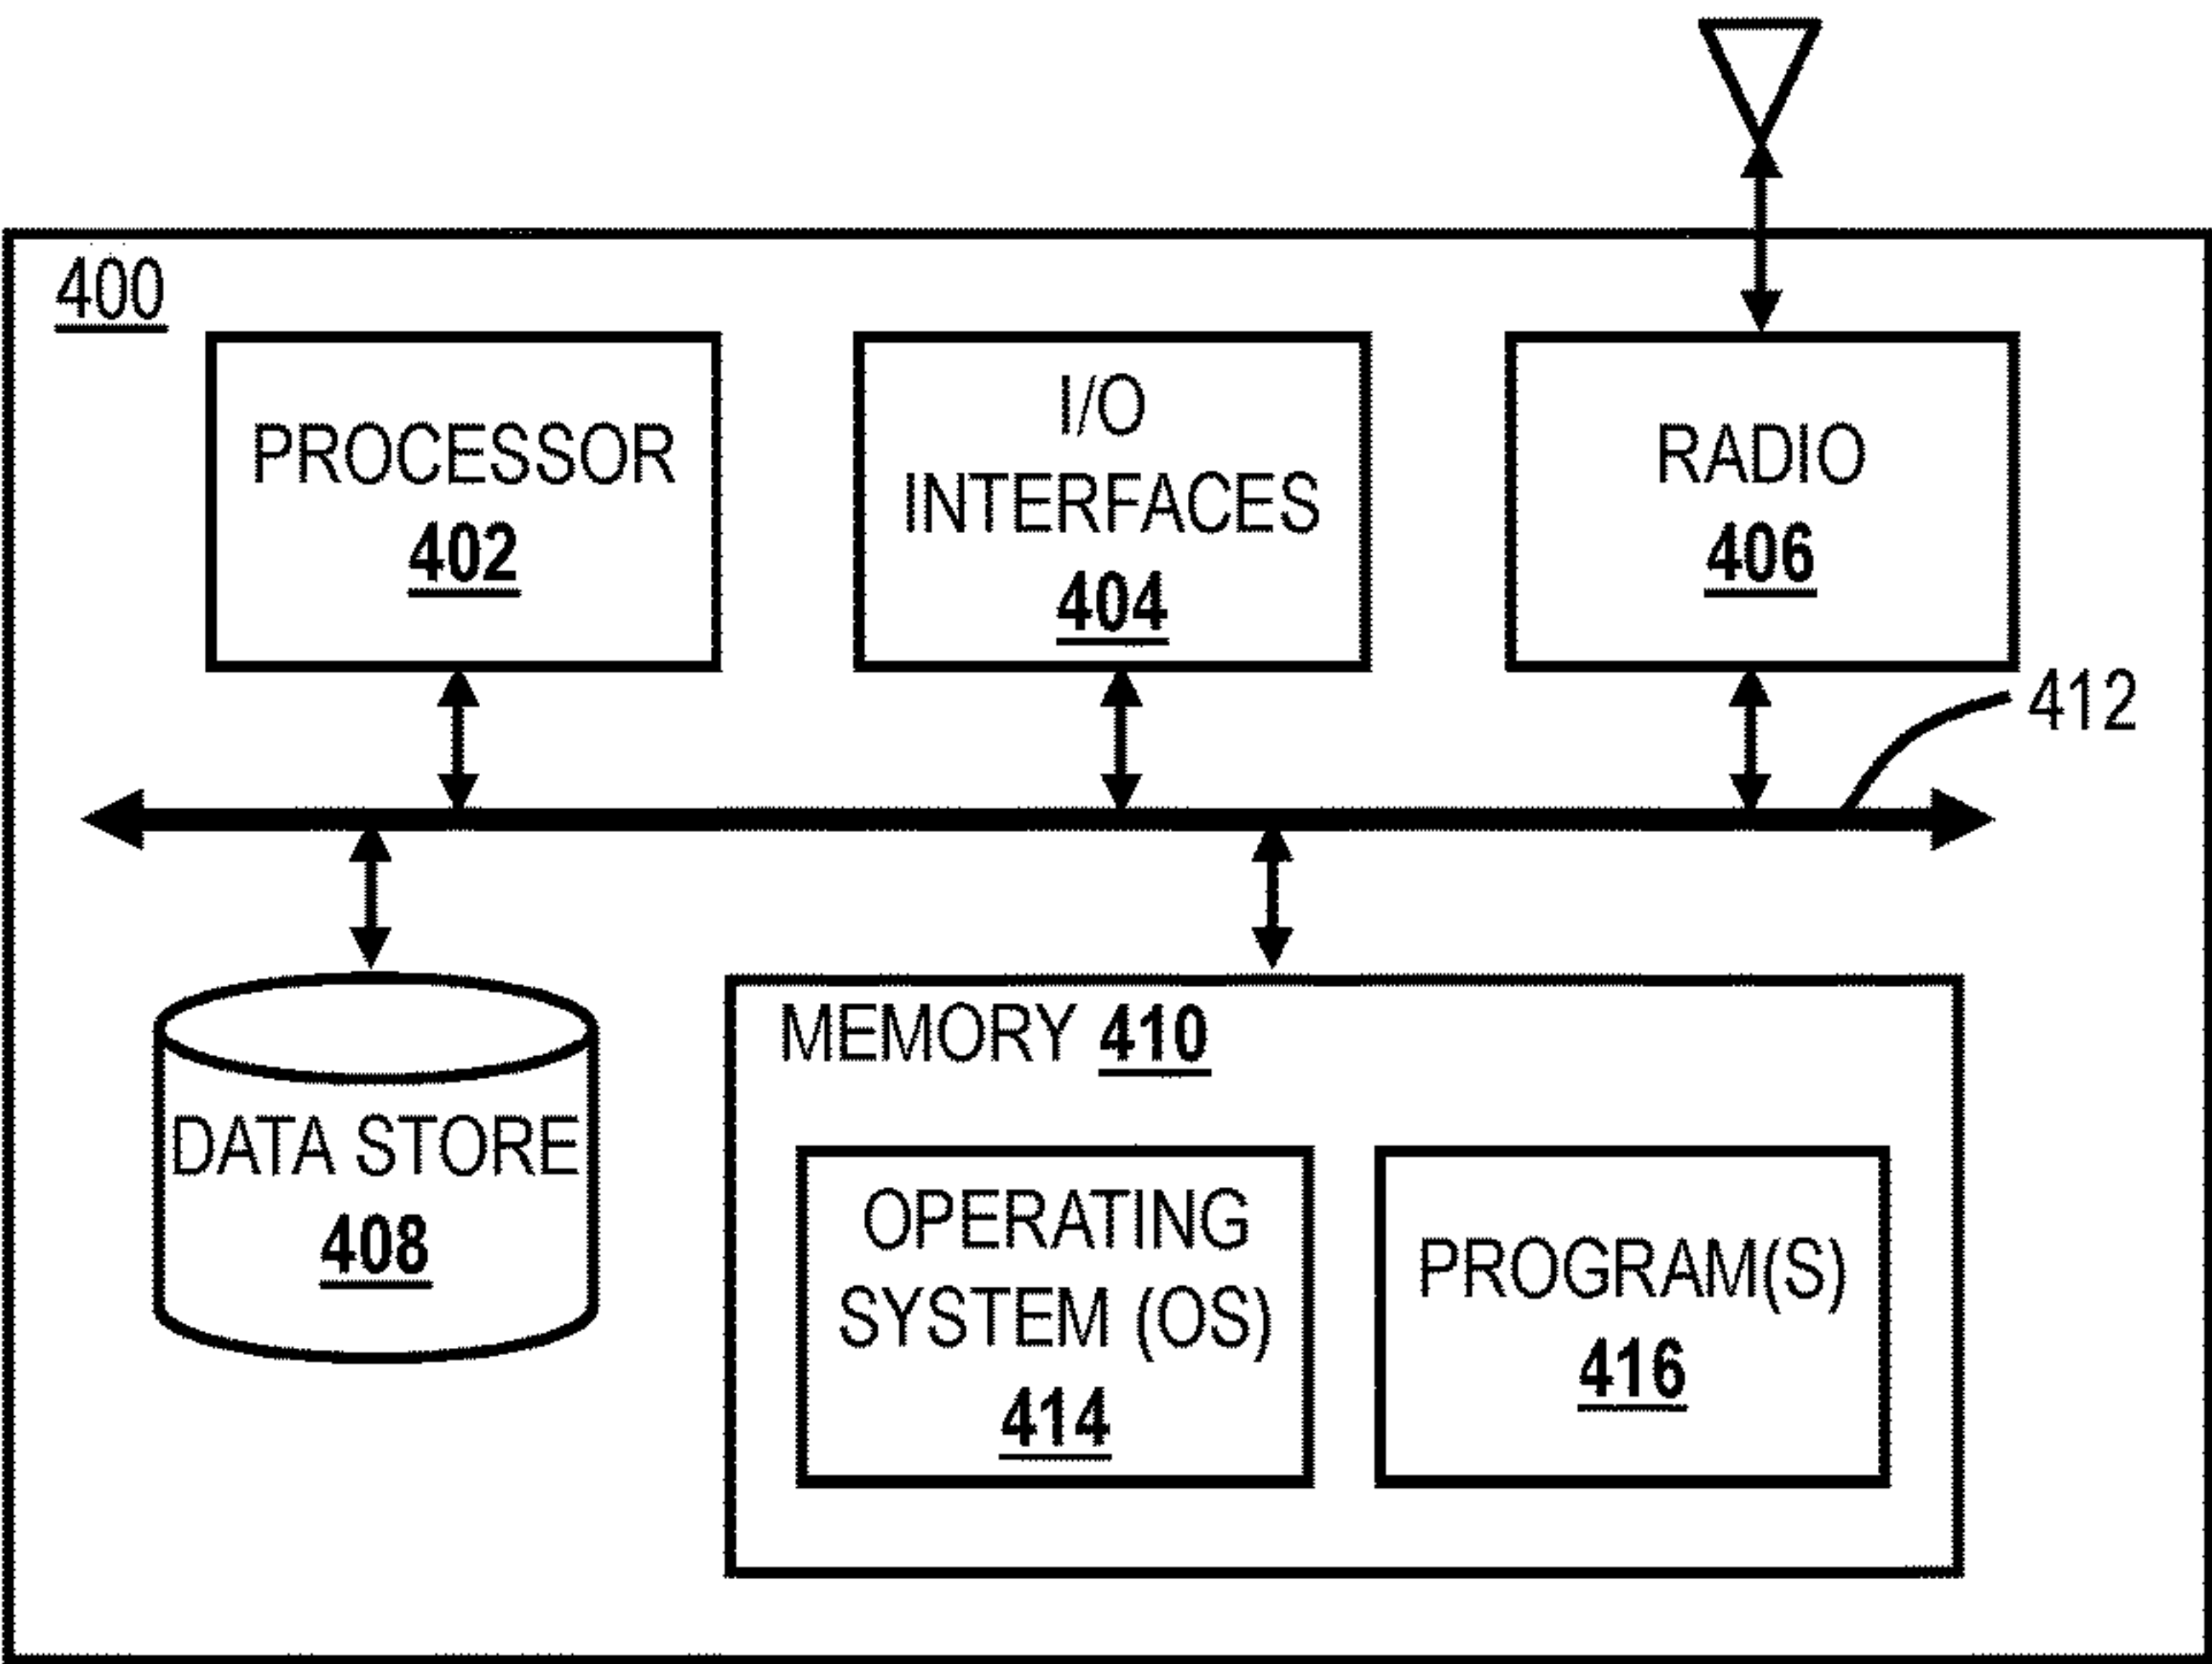 400
PROCESSOR
402
I/O
INTERFACES
404
RADIO
406
412
DATA STORE
408
MEMORY 410
OPERATING
SYSTEM (OS)
414
PROGRAM(S)
416